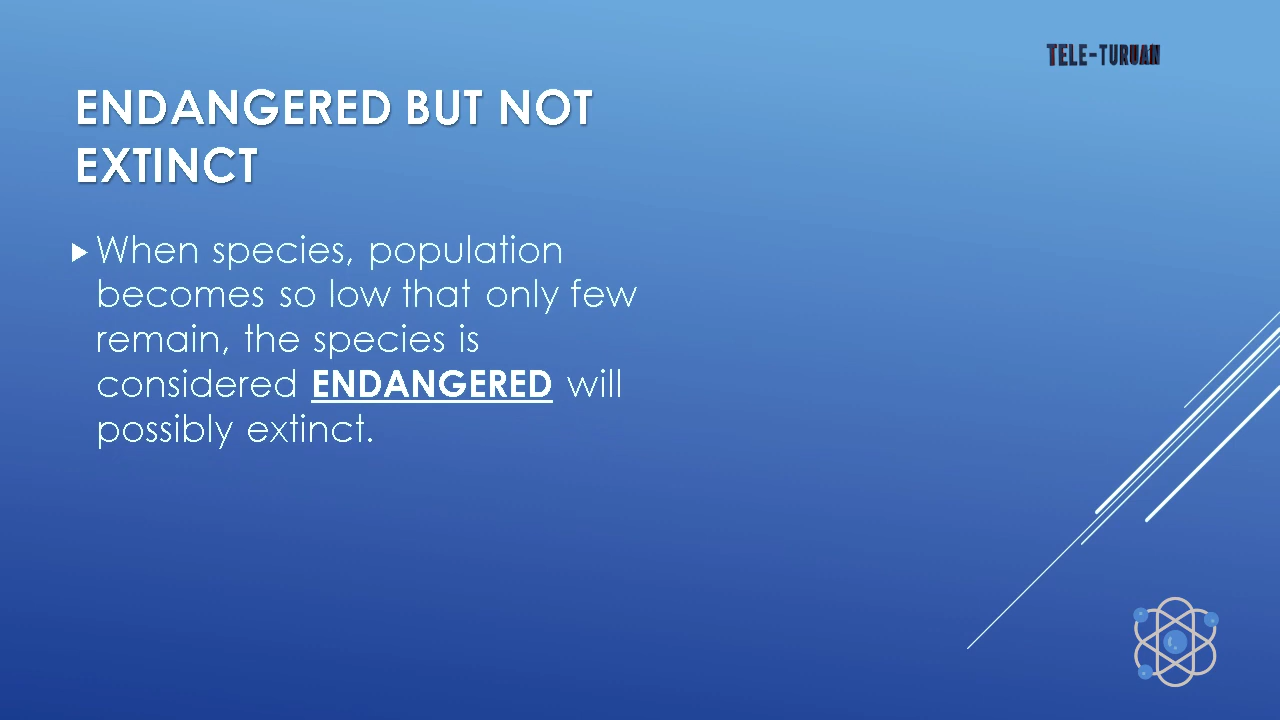 TELE-TURUAN
ENDANGERED BUT NOT
EXTINCT
When species, population
becomes so low that only few
remain, the species is
considered ENDANGERED will
possibly extinct.